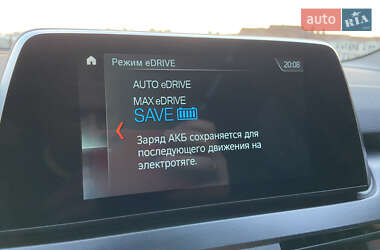 auto RIA
Режим eDRIVE 20:08
AUTO eDRIVE
MAX eDRIVE
SAVE
Заряд АКБ сохраняется для
последующего движения на
электротяге.